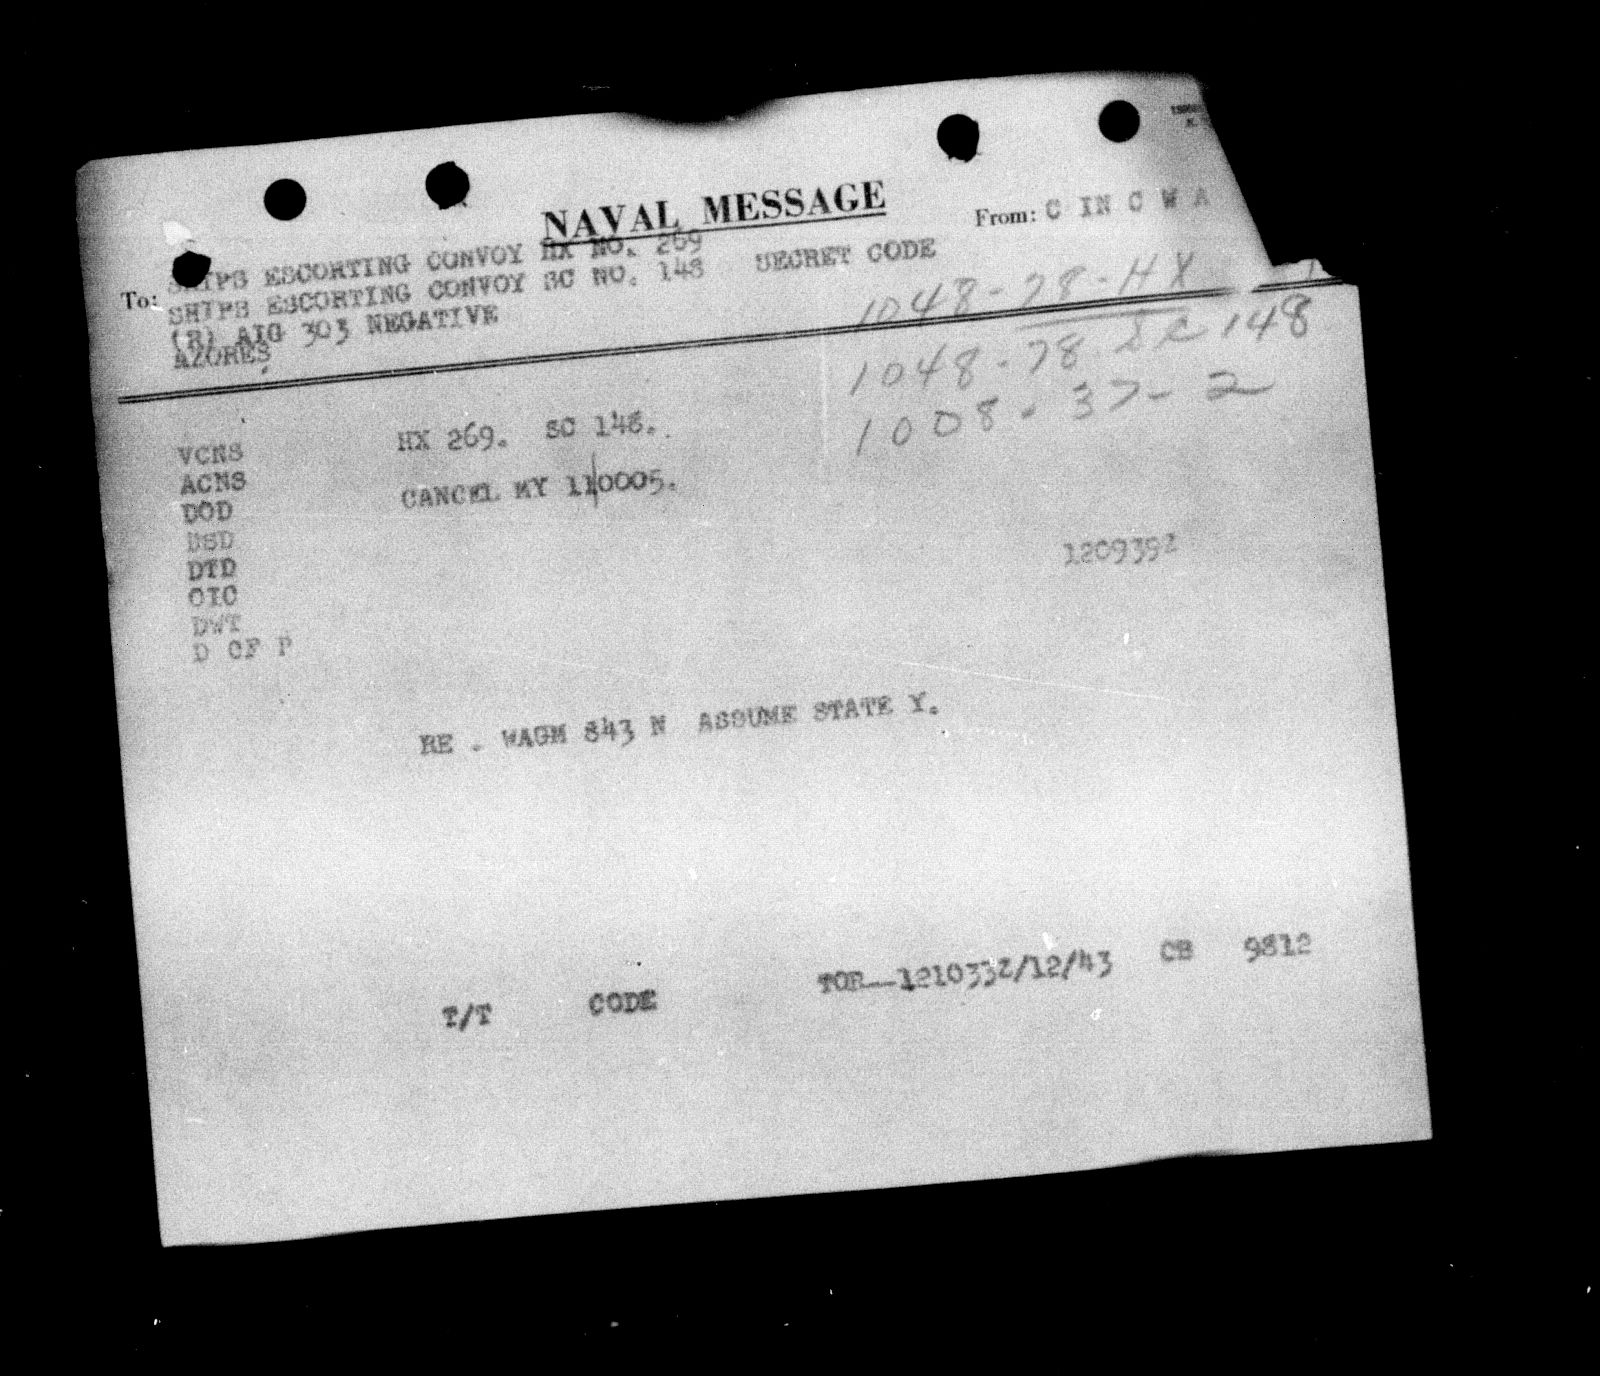 NAVAL MESSAGE
From: C IN C W A
To: SHIPS ESCORTING CONVOY HX NO. 269
SHIPS ESCORTING CONVOY SC NO. 148 SECRET CODE
(R) AIG 303 NEGATIVE
AZORES
1048-78-HX
1048-78 SC 148
1008-37-2
HX 269. SC 148.
CANCEL MY 110005.
VCNS
ACNS
DOD
DSD
DTD
OIC
DWT
D OF P
120939Z
RE . WAGM 843 N ASSUME STATE Y.
T/T CODE TOR--121033Z/12/43 CB 9812